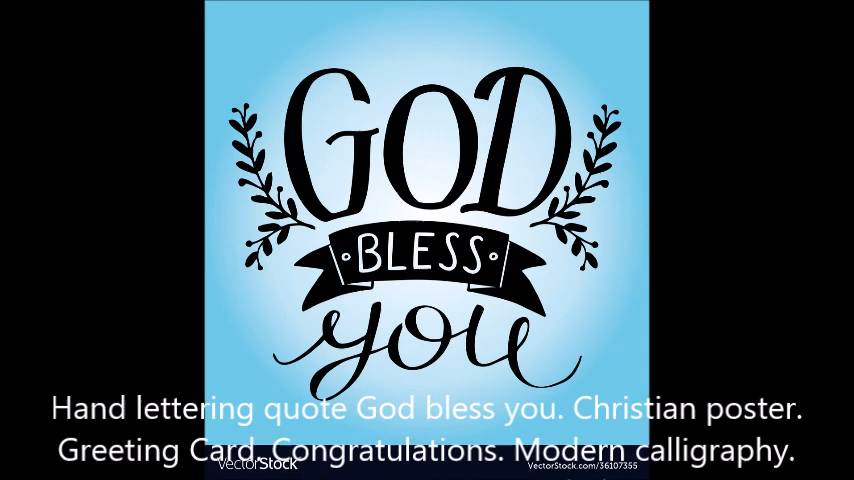 GOD
BLESS
you
Hand lettering quote God bless you. Christian poster.
Greeting Card. Congratulations. Modern calligraphy.
VectorStock
VectorStock.com/36107355